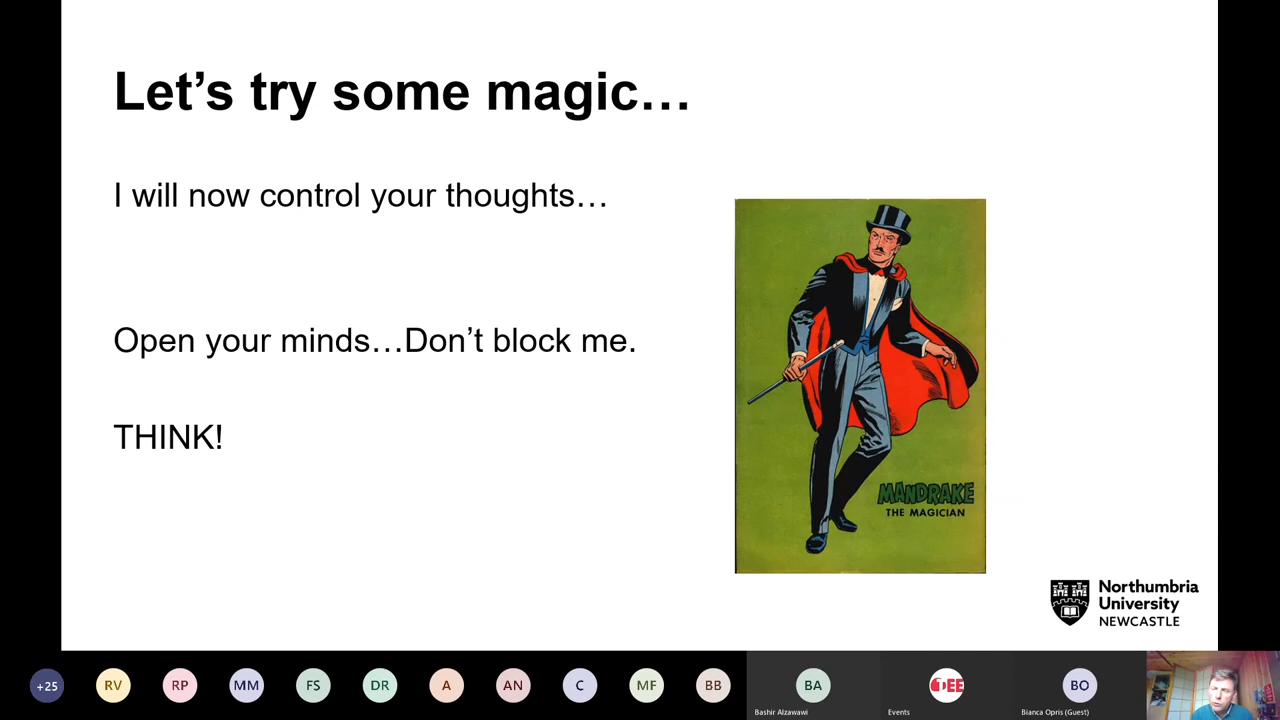 Let’s try some magic…
I will now control your thoughts…
Open your minds…Don’t block me.
THINK!
MANDRAKE
THE MAGICIAN
Northumbria
University
NEWCASTLE
+25
RV
RP
MM
FS
DR
A
AN
C
MF
BB
BA
Bashir Alzawawi
EE
Events
BO
Bianca Opris (Guest)